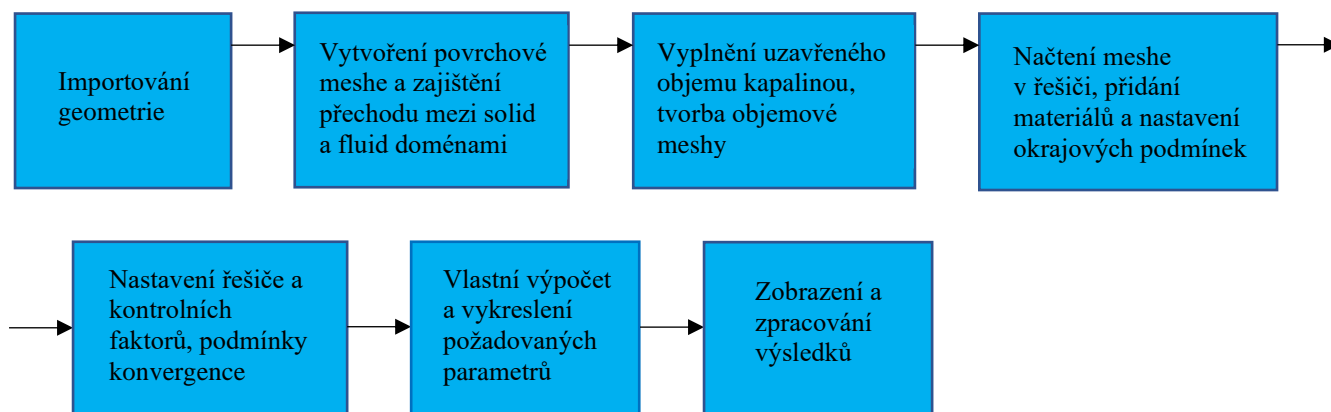 Importování
geometrie
Vytvoření povrchové
meshe a zajištění
přechodu mezi solid
a fluid doménami
Vyplnění uzavřeného
objemu kapalinou,
tvorba objemové
meshy
Načtení meshe
v řešiči, přidání
materiálů a nastavení
okrajových podmínek
Nastavení řešiče a
kontrolních
faktorů, podmínky
konvergence
Vlastní výpočet
a vykreslení
požadovaných
parametrů
Zobrazení a
zpracování
výsledků